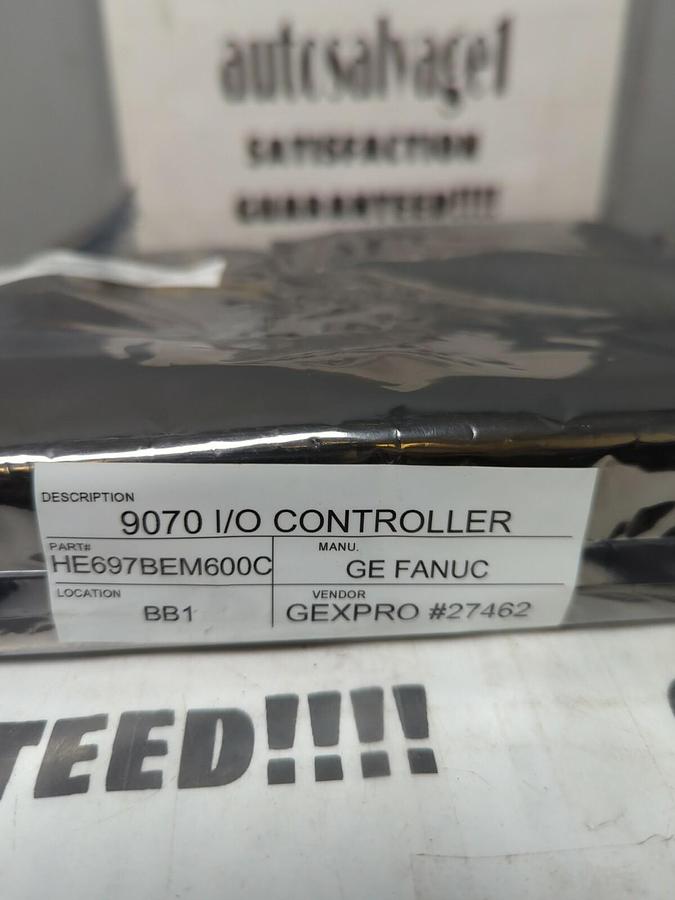 autosalvage1
SATISFACTION
GUARANTEED!!!!
DESCRIPTION
9070 I/O CONTROLLER
PART# MANU.
HE697BEM600C GE FANUC
LOCATION VENDOR
BB1 GEXPRO #27462
TEED!!!!